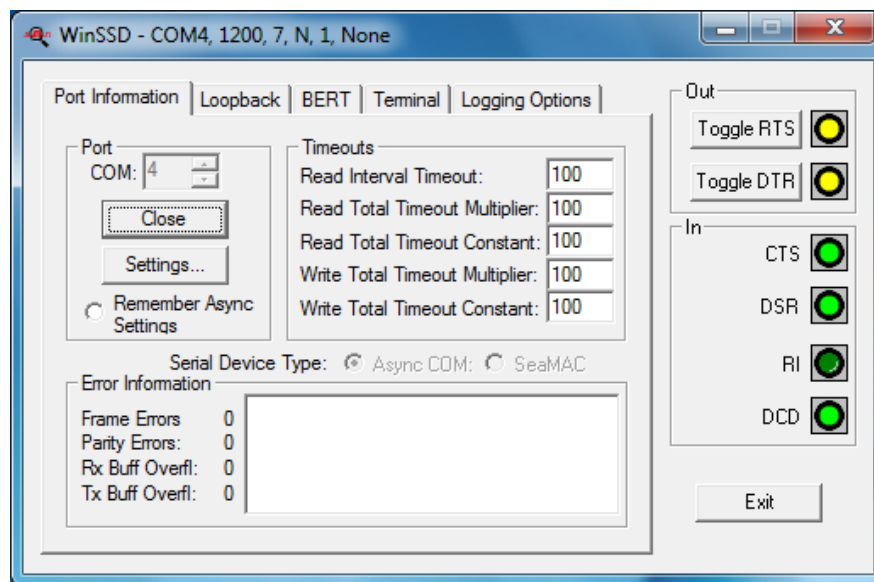 WinSSD - COM4, 1200, 7, N, 1, None
Port Information Loopback BERT Terminal Logging Options
Port
COM: 4
Close
Settings...
Remember Async
Settings
Timeouts
Read Interval Timeout: 100
Read Total Timeout Multiplier: 100
Read Total Timeout Constant: 100
Write Total Timeout Multiplier: 100
Write Total Timeout Constant: 100
Serial Device Type: Async COM: SeaMAC
Error Information
Frame Errors 0
Parity Errors: 0
Rx Buff Overfl: 0
Tx Buff Overfl: 0
Out
Toggle RTS
Toggle DTR
In
CTS
DSR
RI
DCD
Exit